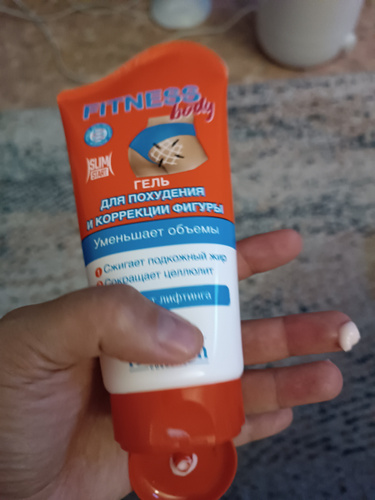 FITNESS
body
SLIM
ГЕЛЬ
ДЛЯ ПОХУДЕНИЯ
И КОРРЕКЦИИ ФИГУРЫ
Уменьшает объемы
Сжигает подкожный жир
Сокращает целлюлит
лифтинга